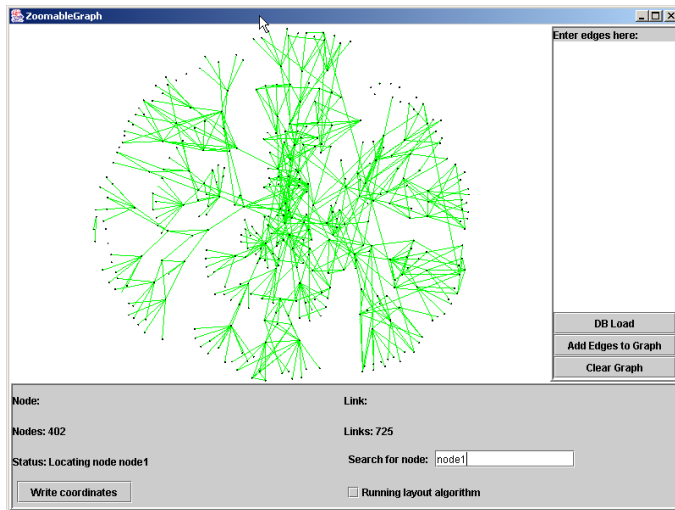 ZoomableGraph
Enter edges here:
DB Load
Add Edges to Graph
Clear Graph
Node:
Link:
Nodes: 402
Links: 725
Status: Locating node node1
Search for node: node1
Write coordinates
Running layout algorithm